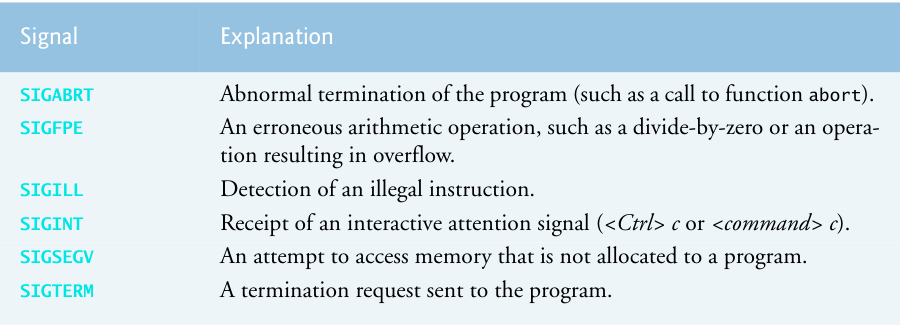 Signal Explanation
SIGABRT Abnormal termination of the program (such as a call to function abort).
SIGFPE An erroneous arithmetic operation, such as a divide-by-zero or an opera-
tion resulting in overflow.
SIGILL Detection of an illegal instruction.
SIGINT Receipt of an interactive attention signal (<Ctrl> c or <command> c).
SIGSEGV An attempt to access memory that is not allocated to a program.
SIGTERM A termination request sent to the program.